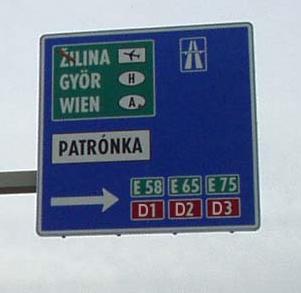 ŽILINA
GYÖR H
WIEN A
PATRÓNKA
E 58 E 65 E 75
D1 D2 D3